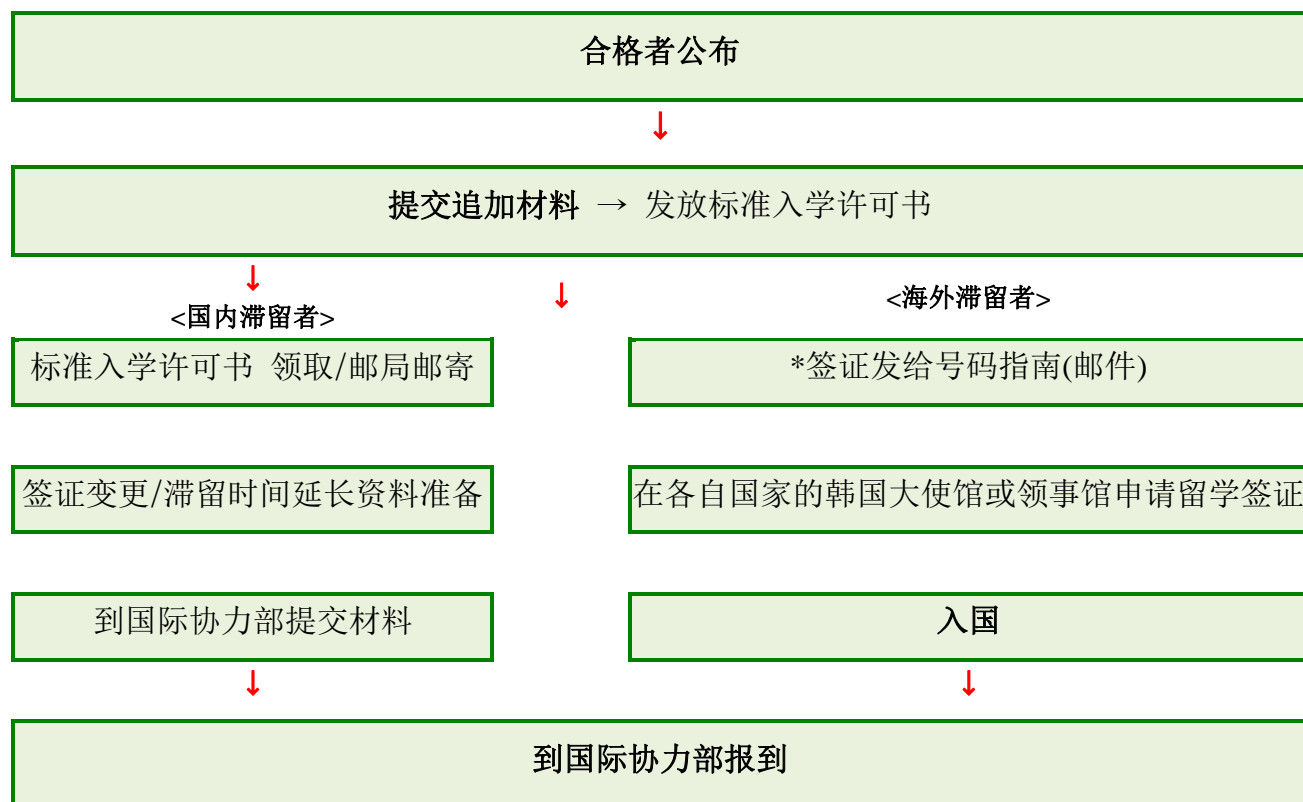 合格者公布
↓
提交追加材料 → 发放标准入学许可书
↓ ↓
<国内滞留者>
标准入学许可书 领取/邮局邮寄
签证变更/滞留时间延长资料准备
到国际协力部提交材料
↓
<海外滞留者>
*签证发给号码指南(邮件)
在各自国家的韩国大使馆或领事馆申请留学签证
入国
↓
到国际协力部报到